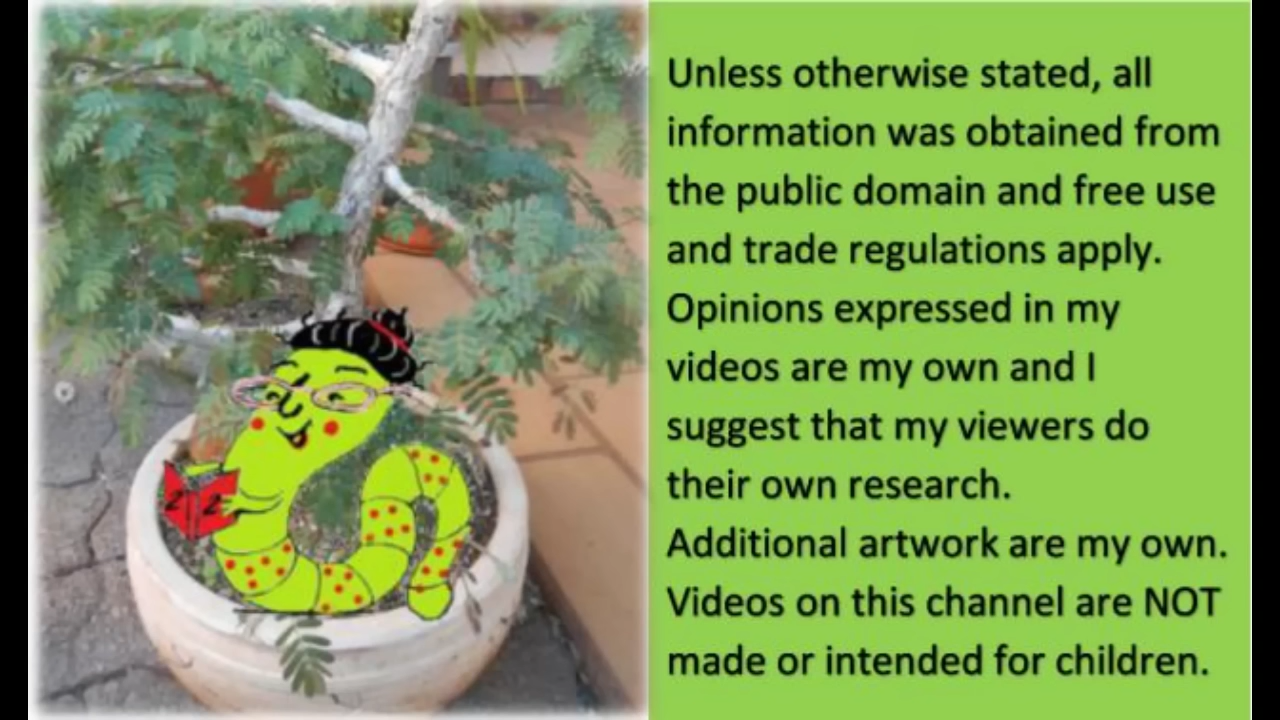 Unless otherwise stated, all
information was obtained from
the public domain and free use
and trade regulations apply.
Opinions expressed in my
videos are my own and I
suggest that my viewers do
their own research.
Additional artwork are my own.
Videos on this channel are NOT
made or intended for children.